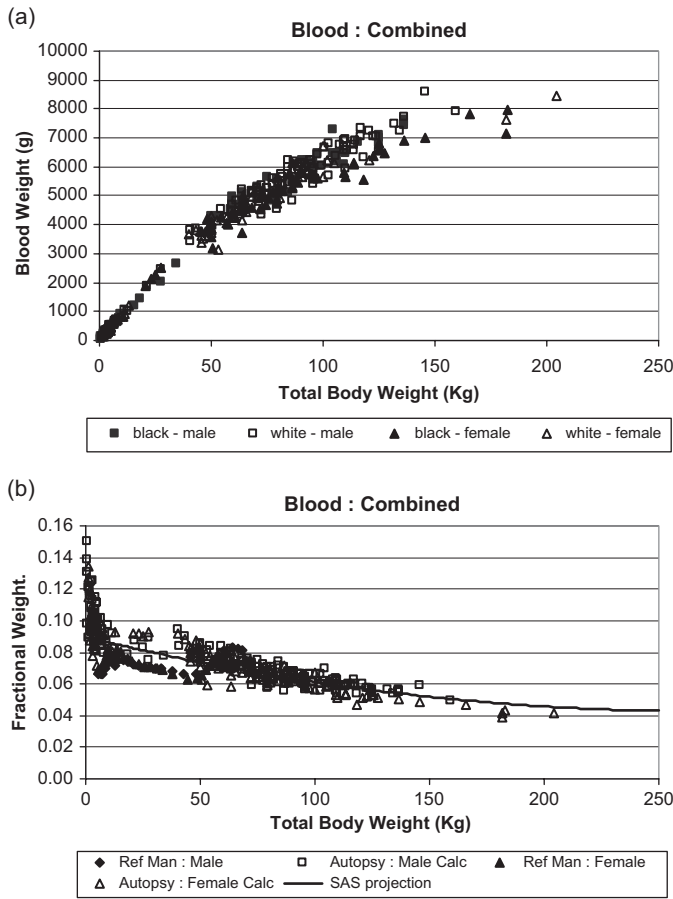 (a)
Blood : Combined
10000
9000
8000
7000
6000
5000
4000
3000
2000
1000
0
Blood Weight (g)
0 50 100 150 200 250
Total Body Weight (Kg)
black - male white - male black - female white - female
(b)
Blood : Combined
0.16
0.14
0.12
0.10
0.08
0.06
0.04
0.02
0.00
Fractional Weight.
0 50 100 150 200 250
Total Body Weight (Kg)
Ref Man : Male Autopsy : Male Calc Ref Man : Female
Autopsy : Female Calc SAS projection